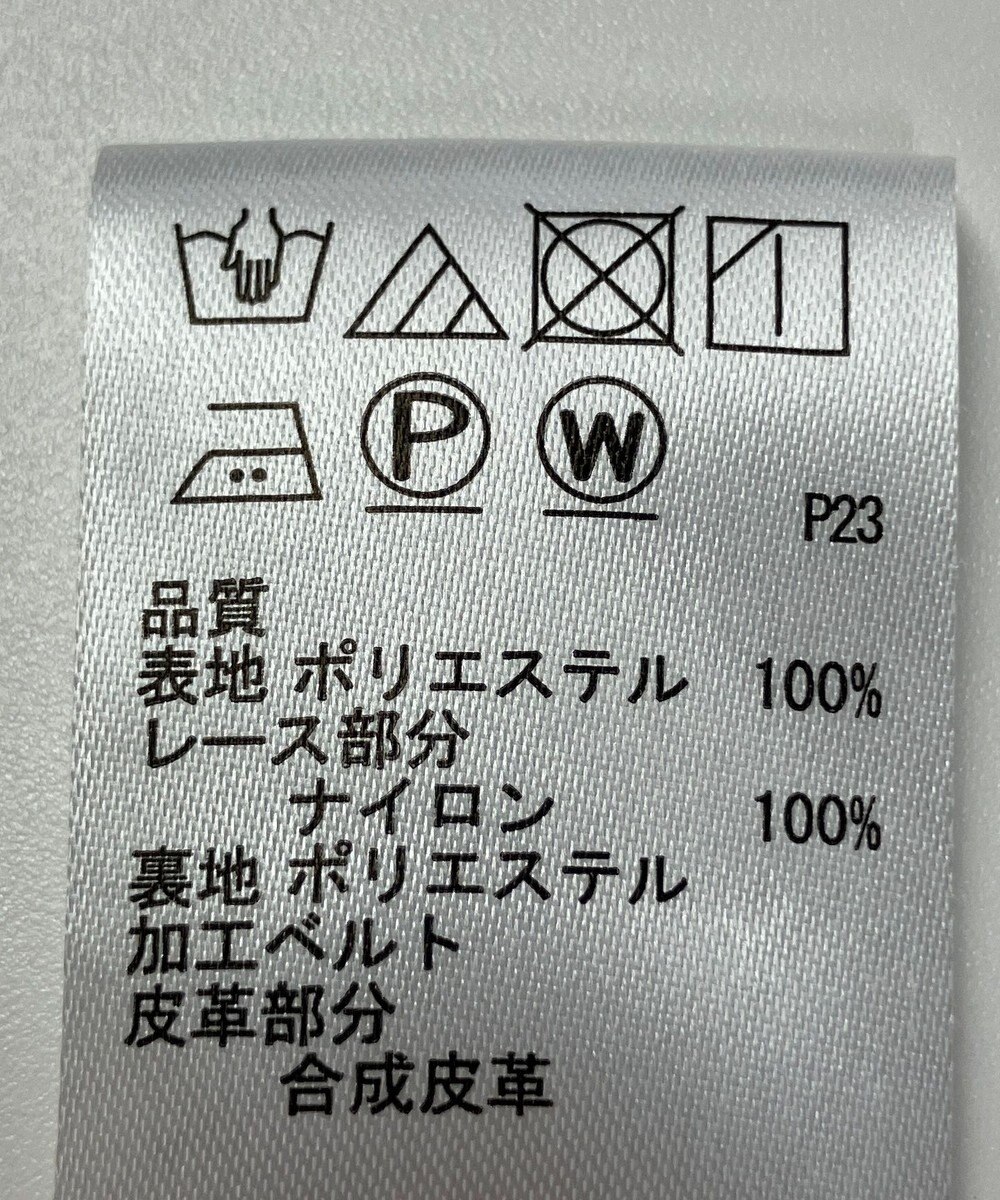 P W
P23
品質
表地 ポリエステル 100%
レース部分
ナイロン 100%
裏地 ポリエステル
加工ベルト
皮革部分
合成皮革